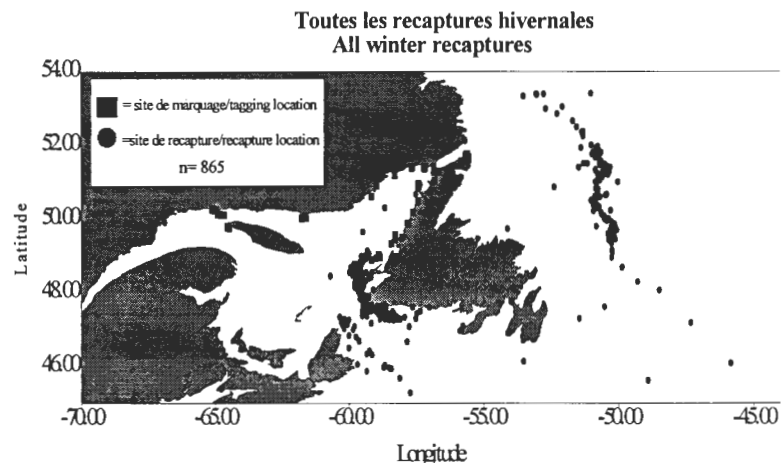 Toutes les recaptures hivernales
All winter recaptures
54.00
= site de marquage/tagging location
=site de recapture/recapture location
n= 865
52.00
50.00
48.00
46.00
Latitude
-70.00
-65.00
-60.00
-55.00
-50.00
-45.00
Longitude